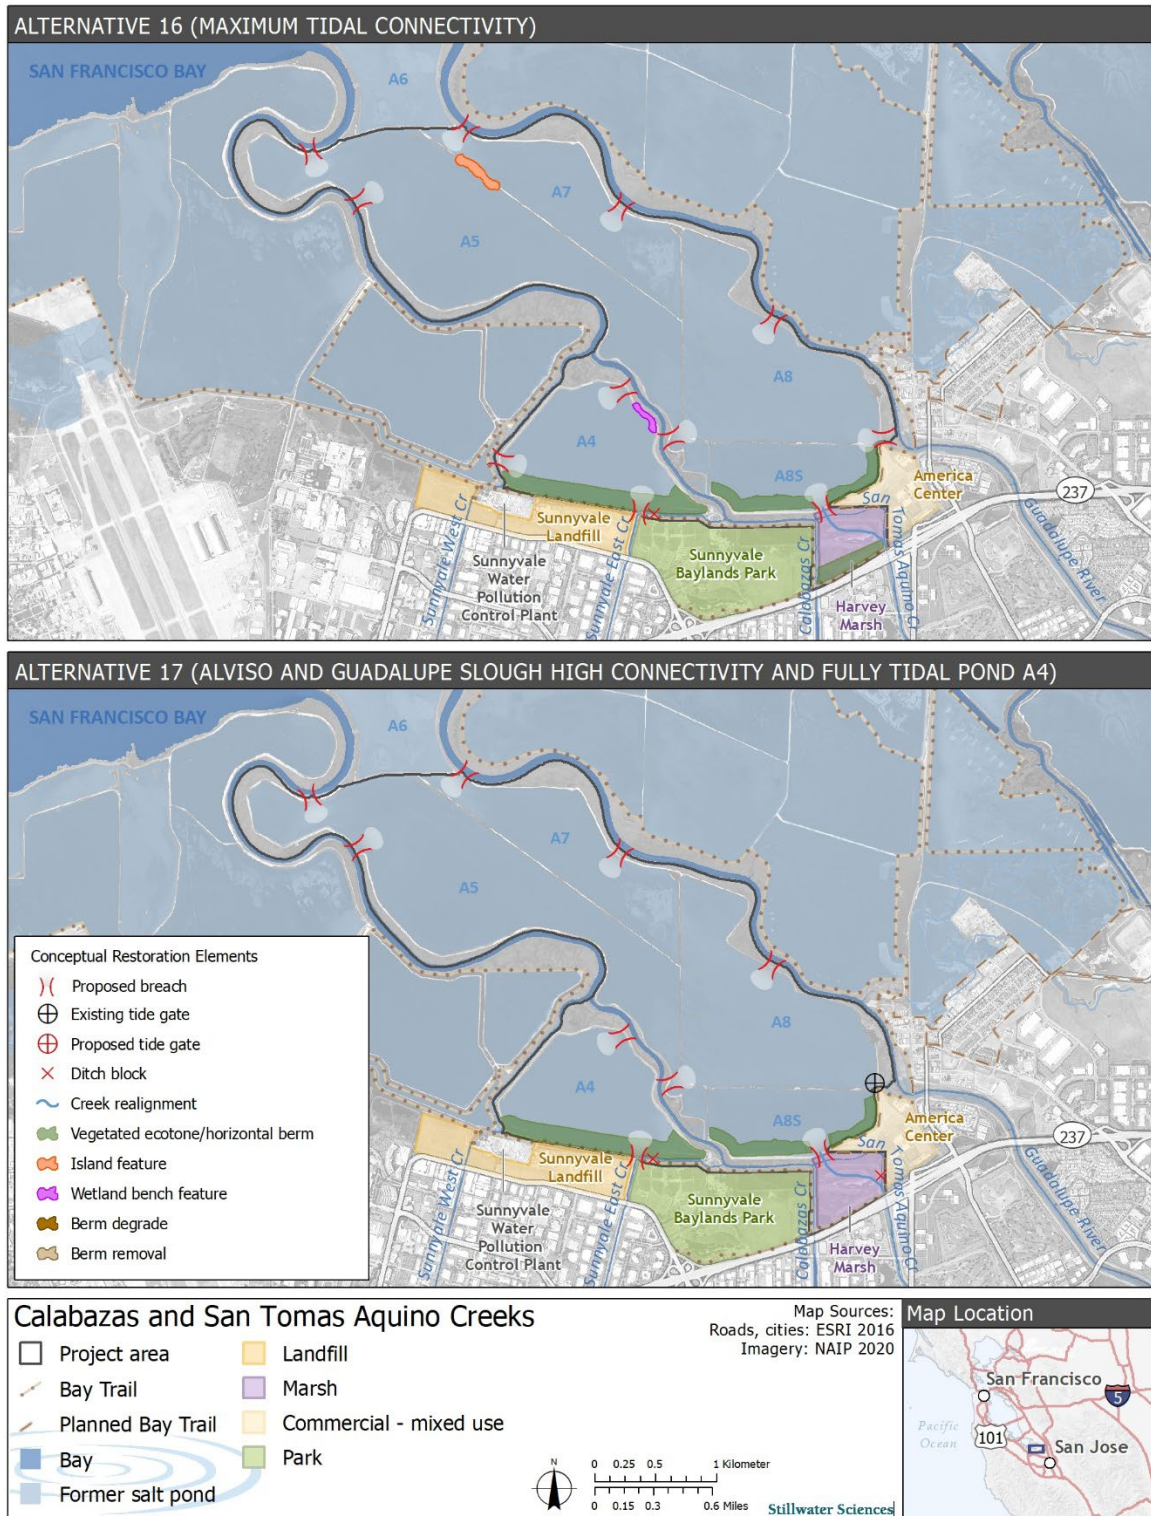 ALTERNATIVE 16 (MAXIMUM TIDAL CONNECTIVITY)
SAN FRANCISCO BAY
A6
A7
A5
A8
A4
A8S
San Tomas Aquino Cr
America
Center
237
Guadalupe River
Sunnyvale West Cr
Sunnyvale
Landfill
Sunnyvale
Water
Pollution
Control Plant
Sunnyvale East Cr
Sunnyvale
Baylands Park
Calabazas Cr
Harvey
Marsh
ALTERNATIVE 17 (ALVISO AND GUADALUPE SLOUGH HIGH CONNECTIVITY AND FULLY TIDAL POND A4)
SAN FRANCISCO BAY
A6
A7
A5
A8
A4
A8S
San Tomas Aquino Cr
America
Center
237
Guadalupe River
Sunnyvale West Cr
Sunnyvale
Landfill
Sunnyvale
Water
Pollution
Control Plant
Sunnyvale East Cr
Sunnyvale
Baylands Park
Calabazas Cr
Harvey
Marsh
Conceptual Restoration Elements
Proposed breach
Existing tide gate
Proposed tide gate
Ditch block
Creek realignment
Vegetated ecotone/horizontal berm
Island feature
Wetland bench feature
Berm degrade
Berm removal
Calabazas and San Tomas Aquino Creeks
Project area
Bay Trail
Planned Bay Trail
Bay
Former salt pond
Landfill
Marsh
Commercial - mixed use
Park
Map Sources:
Roads, cities: ESRI 2016
Imagery: NAIP 2020
N
0 0.25 0.5 1 Kilometer
0 0.15 0.3 0.6 Miles
Stillwater Sciences
Map Location
San Francisco
5
Pacific
Ocean
101
San Jose